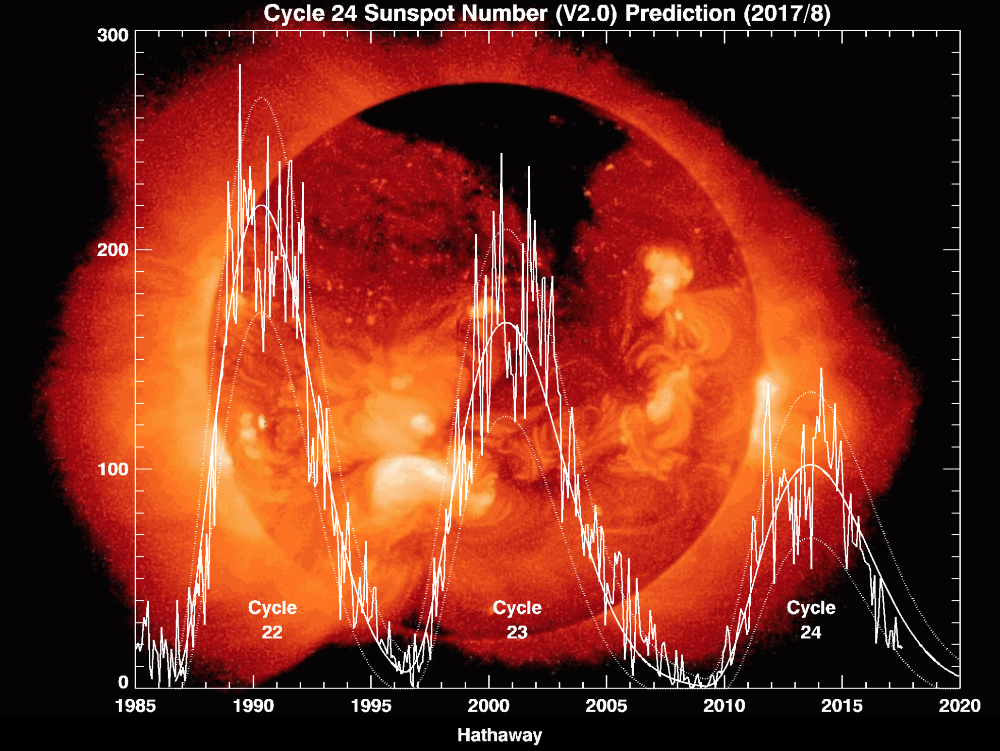 Cycle 24 Sunspot Number (V2.0) Prediction (2017/8)
300
200
100
0
Cycle
22
Cycle
23
Cycle
24
1985 1990 1995 2000 2005 2010 2015 2020
Hathaway